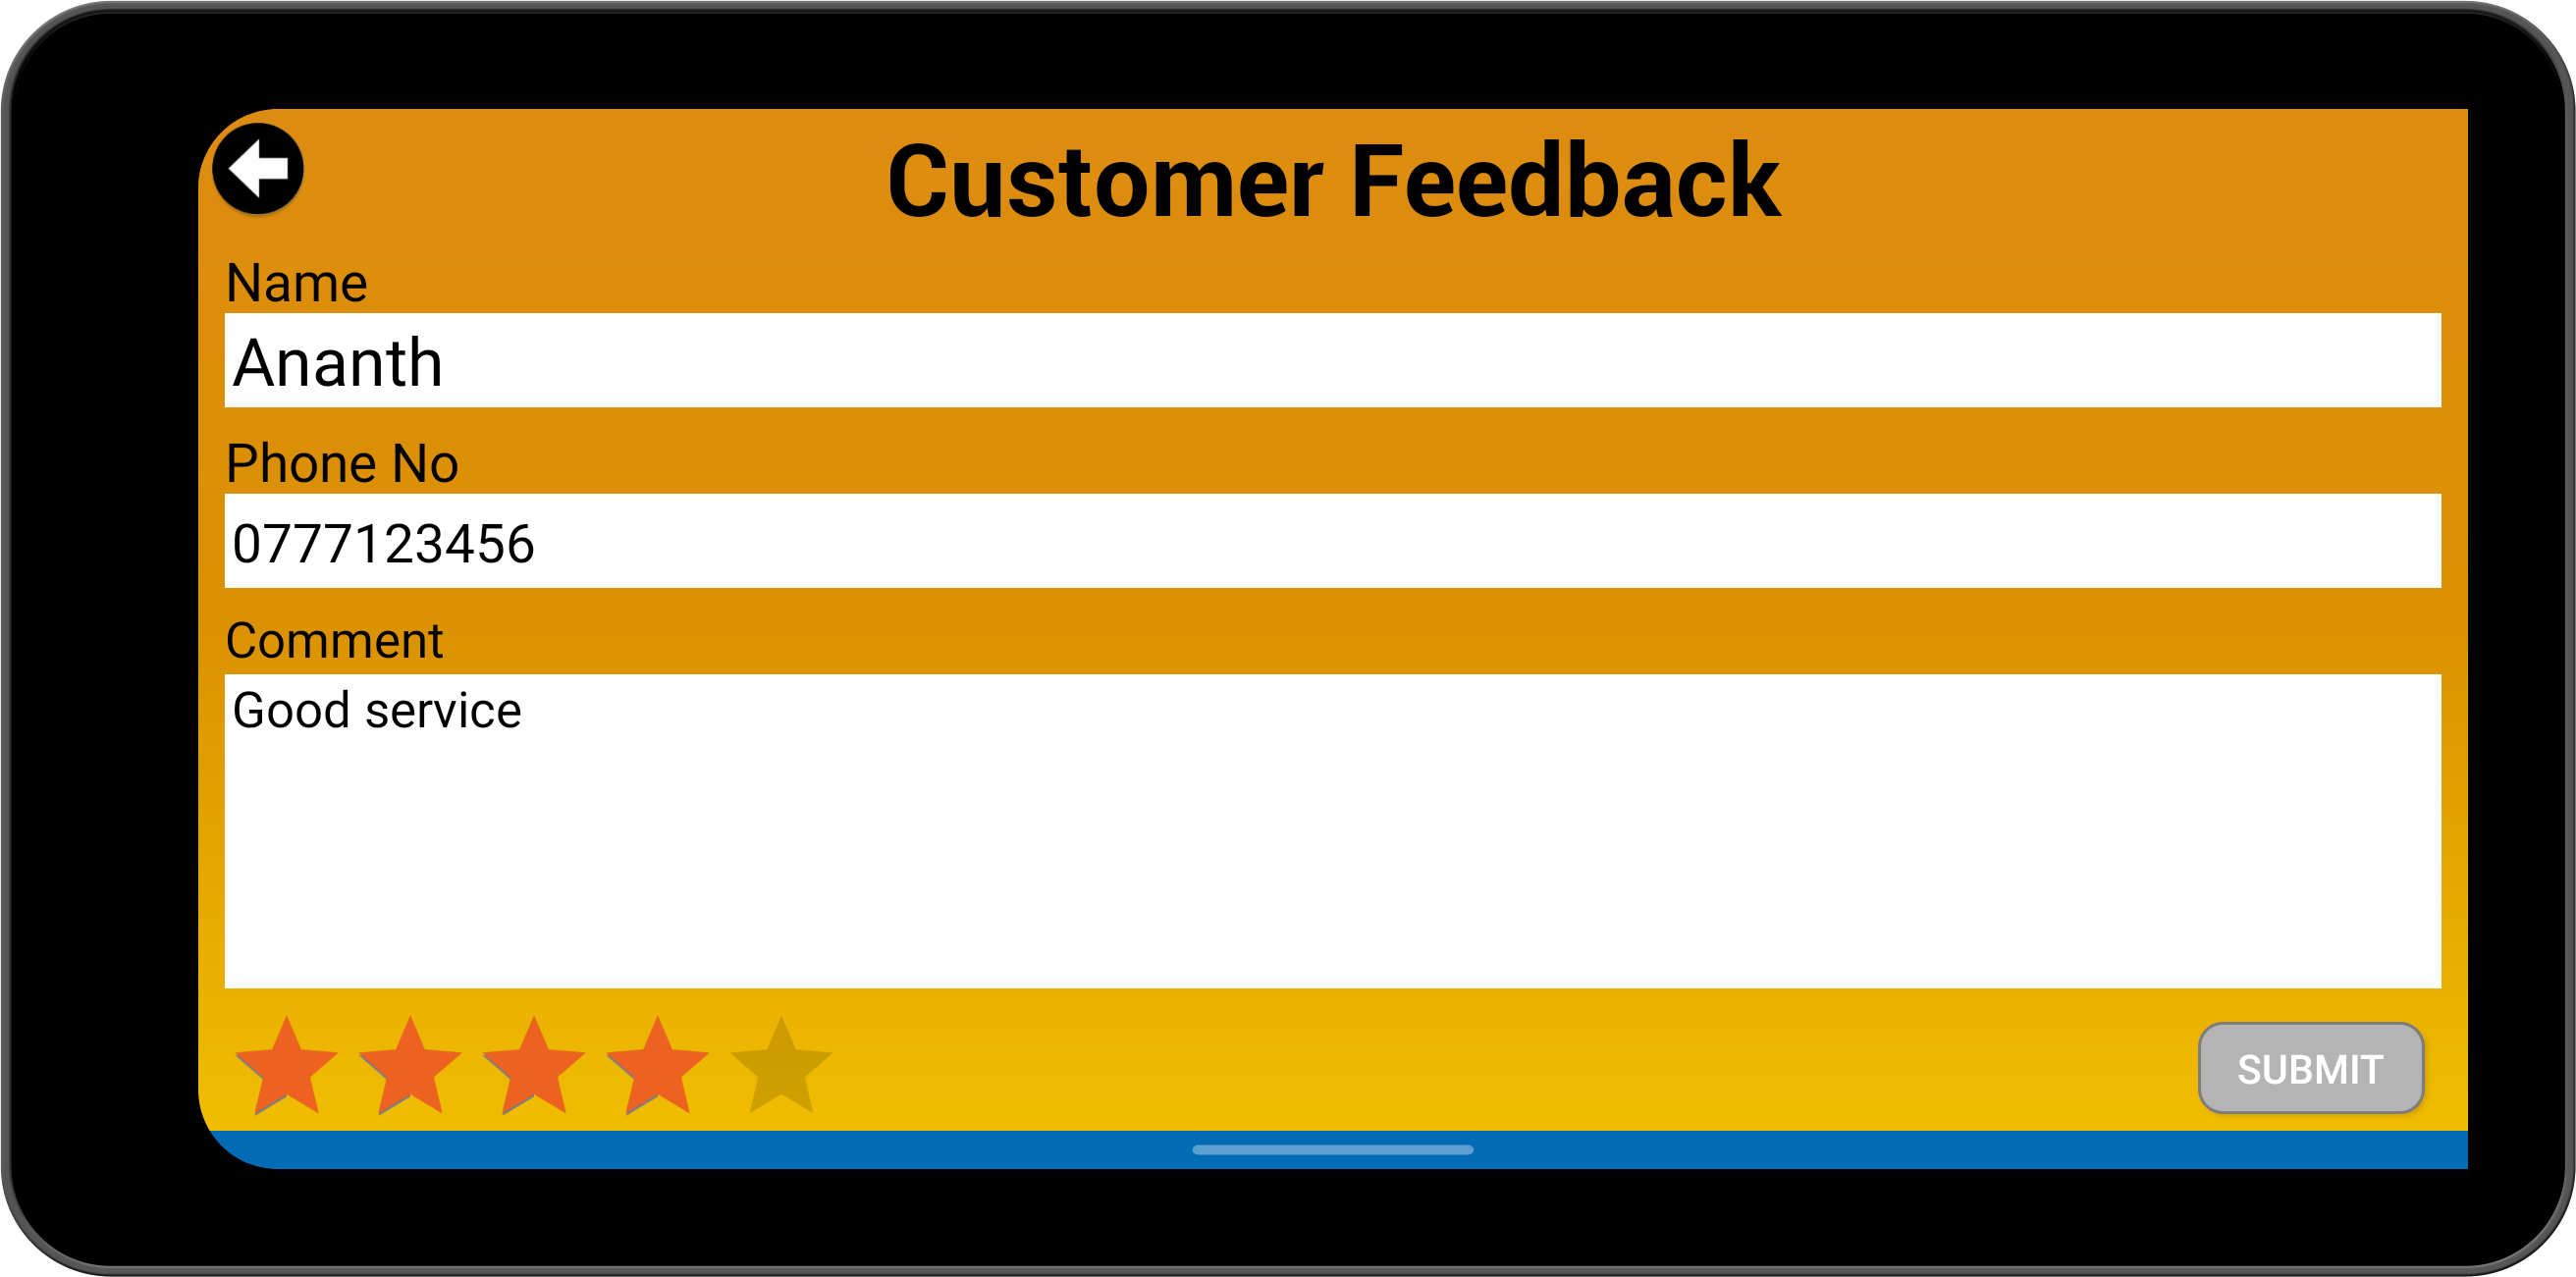 Customer Feedback
Name
Ananth
Phone No
0777123456
Comment
Good service
SUBMIT